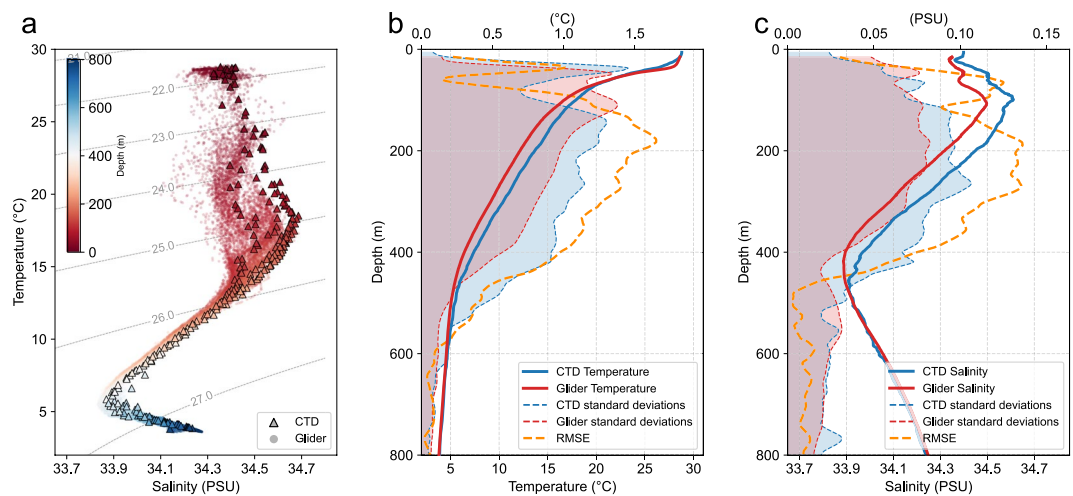 a
30
25
20
15
10
5
Temperature (°C)
33.7 33.9 34.1 34.3 34.5 34.7
Salinity (PSU)
800
600
400
200
0
Depth (m)
21.0
22.0
23.0
24.0
25.0
26.0
27.0
CTD
Glider
b
(°C)
0.0 0.5 1.0 1.5
0
200
400
600
800
Depth (m)
CTD Temperature
Glider Temperature
CTD standard deviations
Glider standard deviations
RMSE
5 10 15 20 25 30
Temperature (°C)
c
(PSU)
0.00 0.05 0.10 0.15
0
200
400
600
800
Depth (m)
CTD Salinity
Glider Salinity
CTD standard deviations
Glider standard deviations
RMSE
33.7 33.9 34.1 34.3 34.5 34.7
Salinity (PSU)